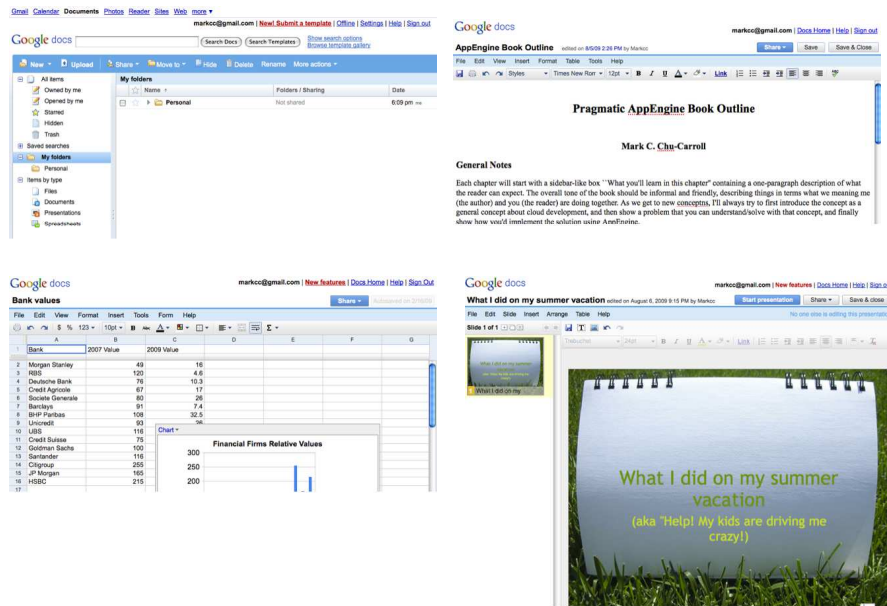 Gmail Calendar Documents Photos Reader Sites Web more ▼
markcc@gmail.com | New! Submit a template | Offline | Settings | Help | Sign out
Google docs
Search Docs
Search Templates
Show search options
Browse template gallery
New Upload Share Move to Hide Delete Rename More actions
All items
Owned by me
Opened by me
Starred
Hidden
Trash
Saved searches
My folders
Personal
Items by type
Files
Documents
Presentations
Spreadsheets
My folders
Name Folders / Sharing Date
Personal Not shared 6:09 pm me
Google docs
markcc@gmail.com | Docs Home | Help | Sign out
AppEngine Book Outline edited on 8/5/09 2:26 PM by Markcc
Share Save Save & Close
File Edit View Insert Format Table Tools Help
Styles Times New Rom 12pt B I U A Link
Pragmatic AppEngine Book Outline
Mark C. Chu-Carroll
General Notes
Each chapter will start with a sidebar-like box ``What you'll learn in this chapter'' containing a one-paragraph description of what
the reader can expect. The overall tone of the book should be informal and friendly, describing things in terms what we meaning me
(the author) and you (the reader) are doing together. As we get to new conceptns, I'll always try to first introduce the concept as a
general concept about cloud development, and then show a problem that you can understand/solve with that concept, and finally
show how you'd implement the solution using AppEngine.
Google docs
markcc@gmail.com | New features | Docs Home | Help | Sign Out
Bank values
Share
File Edit View Format Insert Tools Form Help
$ % 123 10pt B Abc A Σ
A B C D E F G
1 Bank 2007 Value 2009 Value
2 Morgan Stanley 49 16
3 RBS 120 4.6
4 Deutsche Bank 76 10.3
5 Credit Agricole 67 17
6 Societe Generale 80 26
7 Barclays 91 7.4
8 BHP Paribas 108 32.5
9 Unicredit 93 26
10 UBS 116
11 Credit Suisse 75
12 Goldman Sachs 100
13 Santander 116
14 Citigroup 255
15 JP Morgan 165
16 HSBC 215
17
Chart
Financial Firms Relative Values
300
250
200
Google docs
markcc@gmail.com | New features | Docs Home | Help | Sign o
What I did on my summer vacation edited on August 6, 2009 9:15 PM by Markcc
Start presentation Share Save & close
File Edit Slide Insert Arrange Table Help
No one else is editing this presentati
Slide 1 of 1
Trebuchet 24pt B I U A Link
What I did on my
What I did on my summer
vacation
(aka "Help! My kids are driving me
crazy!)